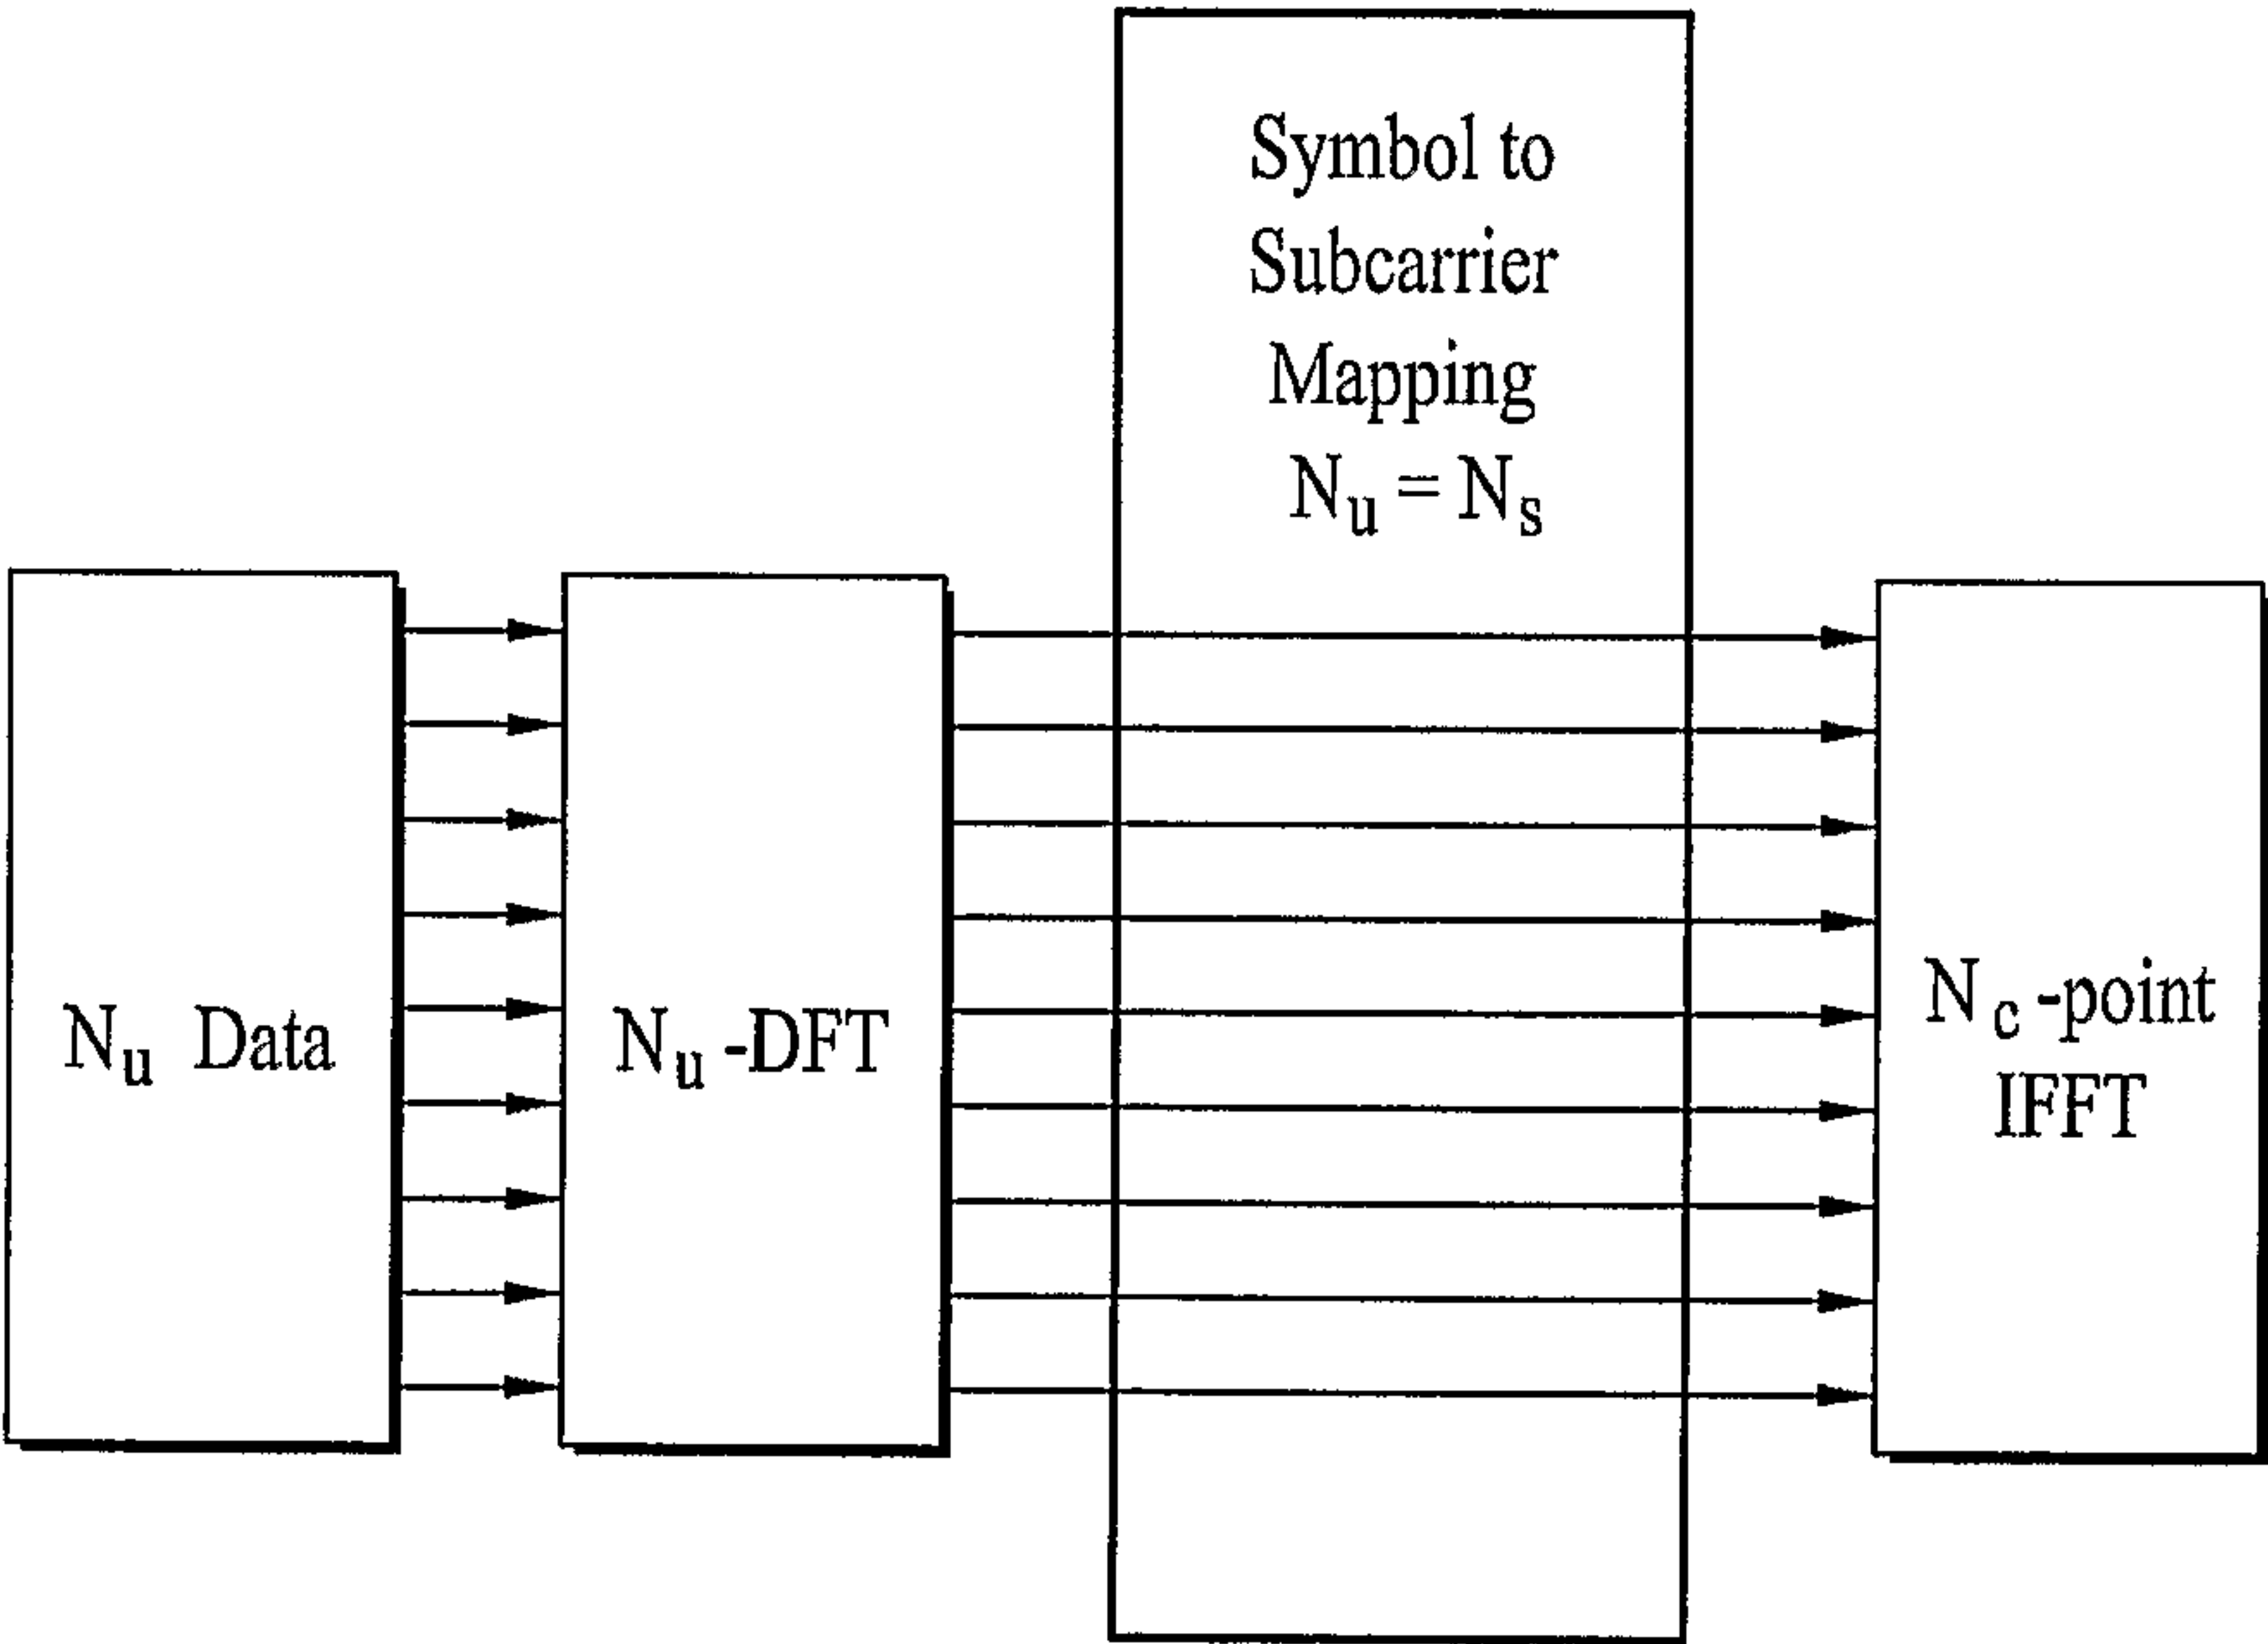 Symbol to
Subcarrier
Mapping
Nu = Ns
Nu Data
Nu -DFT
Nc -point
IFFT